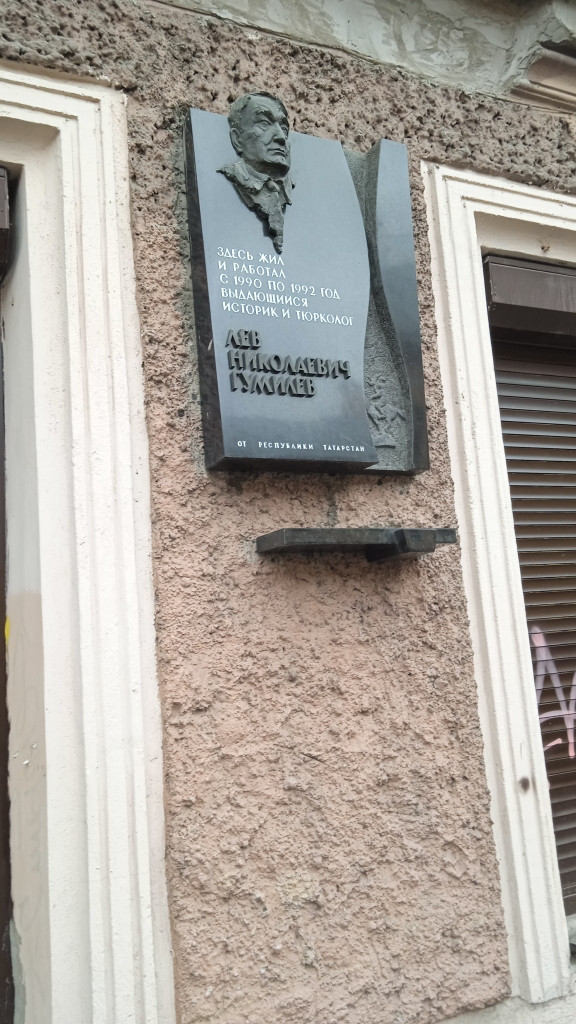 ЗДЕСЬ ЖИЛ
И РАБОТАЛ
С 1990 ПО 1992 ГОД
ВЫДАЮЩИЙСЯ
ИСТОРИК И ТЮРКОЛОГ
ЛЕВ
НИКОЛАЕВИЧ
ГУМИЛЕВ
ОТ РЕСПУБЛИКИ ТАТАРСТАН